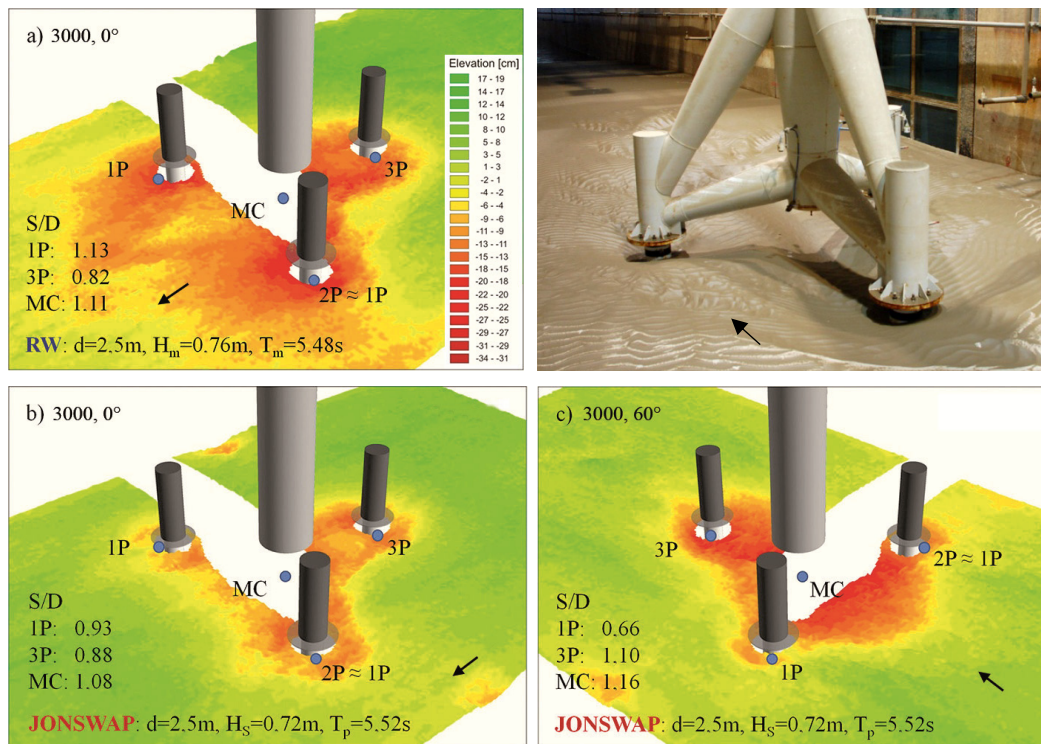 a) 3000, 0°
Elevation [cm]
17 - 19
14 - 17
12 - 14
10 - 12
8 - 10
5 - 8
3 - 5
1 - 3
-2 - 1
-4 - -2
-6 - -4
-9 - -6
-11 - -9
-13 - -11
-15 - -13
-18 - -15
-20 - -18
-22 - -20
-25 - -22
-27 - -25
-29 - -27
-31 - -29
-34 - -31
1P
3P
MC
2P ≈ 1P
S/D
1P: 1.13
3P: 0.82
MC: 1.11
RW: d=2,5m, Hm=0.76m, Tm=5.48s
b) 3000, 0°
1P
3P
MC
2P ≈ 1P
S/D
1P: 0.93
3P: 0.88
MC: 1.08
JONSWAP: d=2,5m, HS=0.72m, Tp=5.52s
c) 3000, 60°
3P
2P ≈ 1P
MC
1P
S/D
1P: 0.66
3P: 1.10
MC: 1.16
JONSWAP: d=2,5m, HS=0.72m, Tp=5.52s